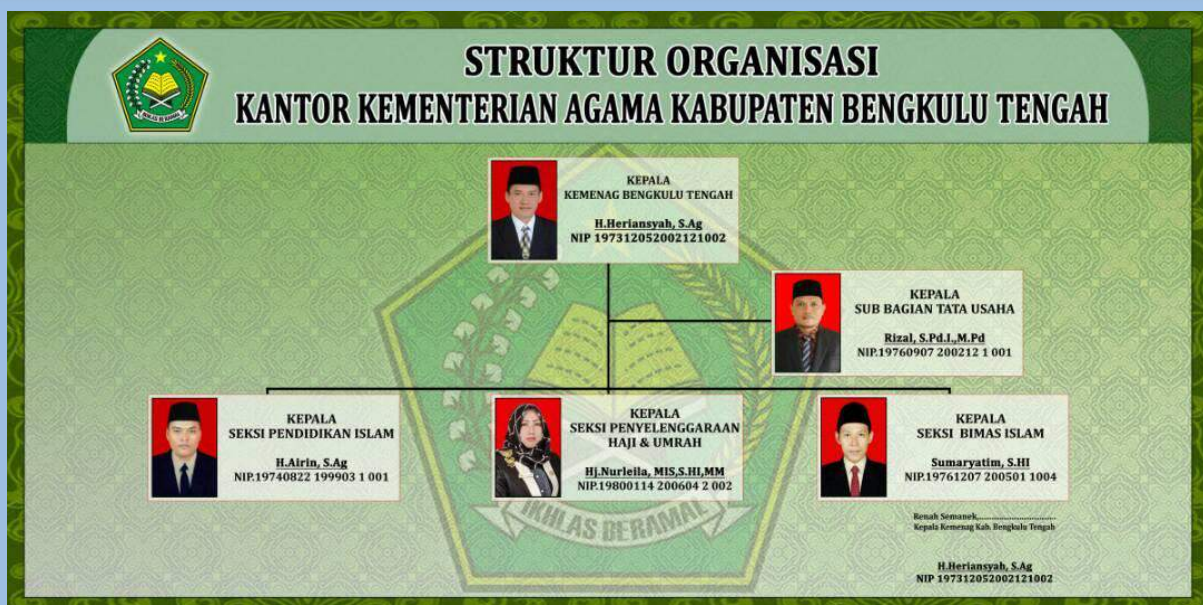 STRUKTUR ORGANISASI
KANTOR KEMENTERIAN AGAMA KABUPATEN BENGKULU TENGAH
IKHLAS BERAMAL
KEPALA
KEMENAG BENGKULU TENGAH
H.Heriansyah, S.Ag
NIP 197312052002121002
KEPALA
SUB BAGIAN TATA USAHA
Rizal, S.Pd.I.,M.Pd
NIP.19760907 200212 1 001
KEPALA
SEKSI PENDIDIKAN ISLAM
H.Airin, S.Ag
NIP.19740822 199903 1 001
KEPALA
SEKSI PENYELENGGARAAN
HAJI & UMRAH
Hj.Nurleila, MIS,S.HI,MM
NIP.19800114 200604 2 002
KEPALA
SEKSI BIMAS ISLAM
Sumaryatim, S.HI
NIP.19761207 200501 1004
IKHLAS BERAMAL
Renah Semanek,..............................
Kepala Kemenag Kab. Bengkulu Tengah
H.Heriansyah, S.Ag
NIP 197312052002121002